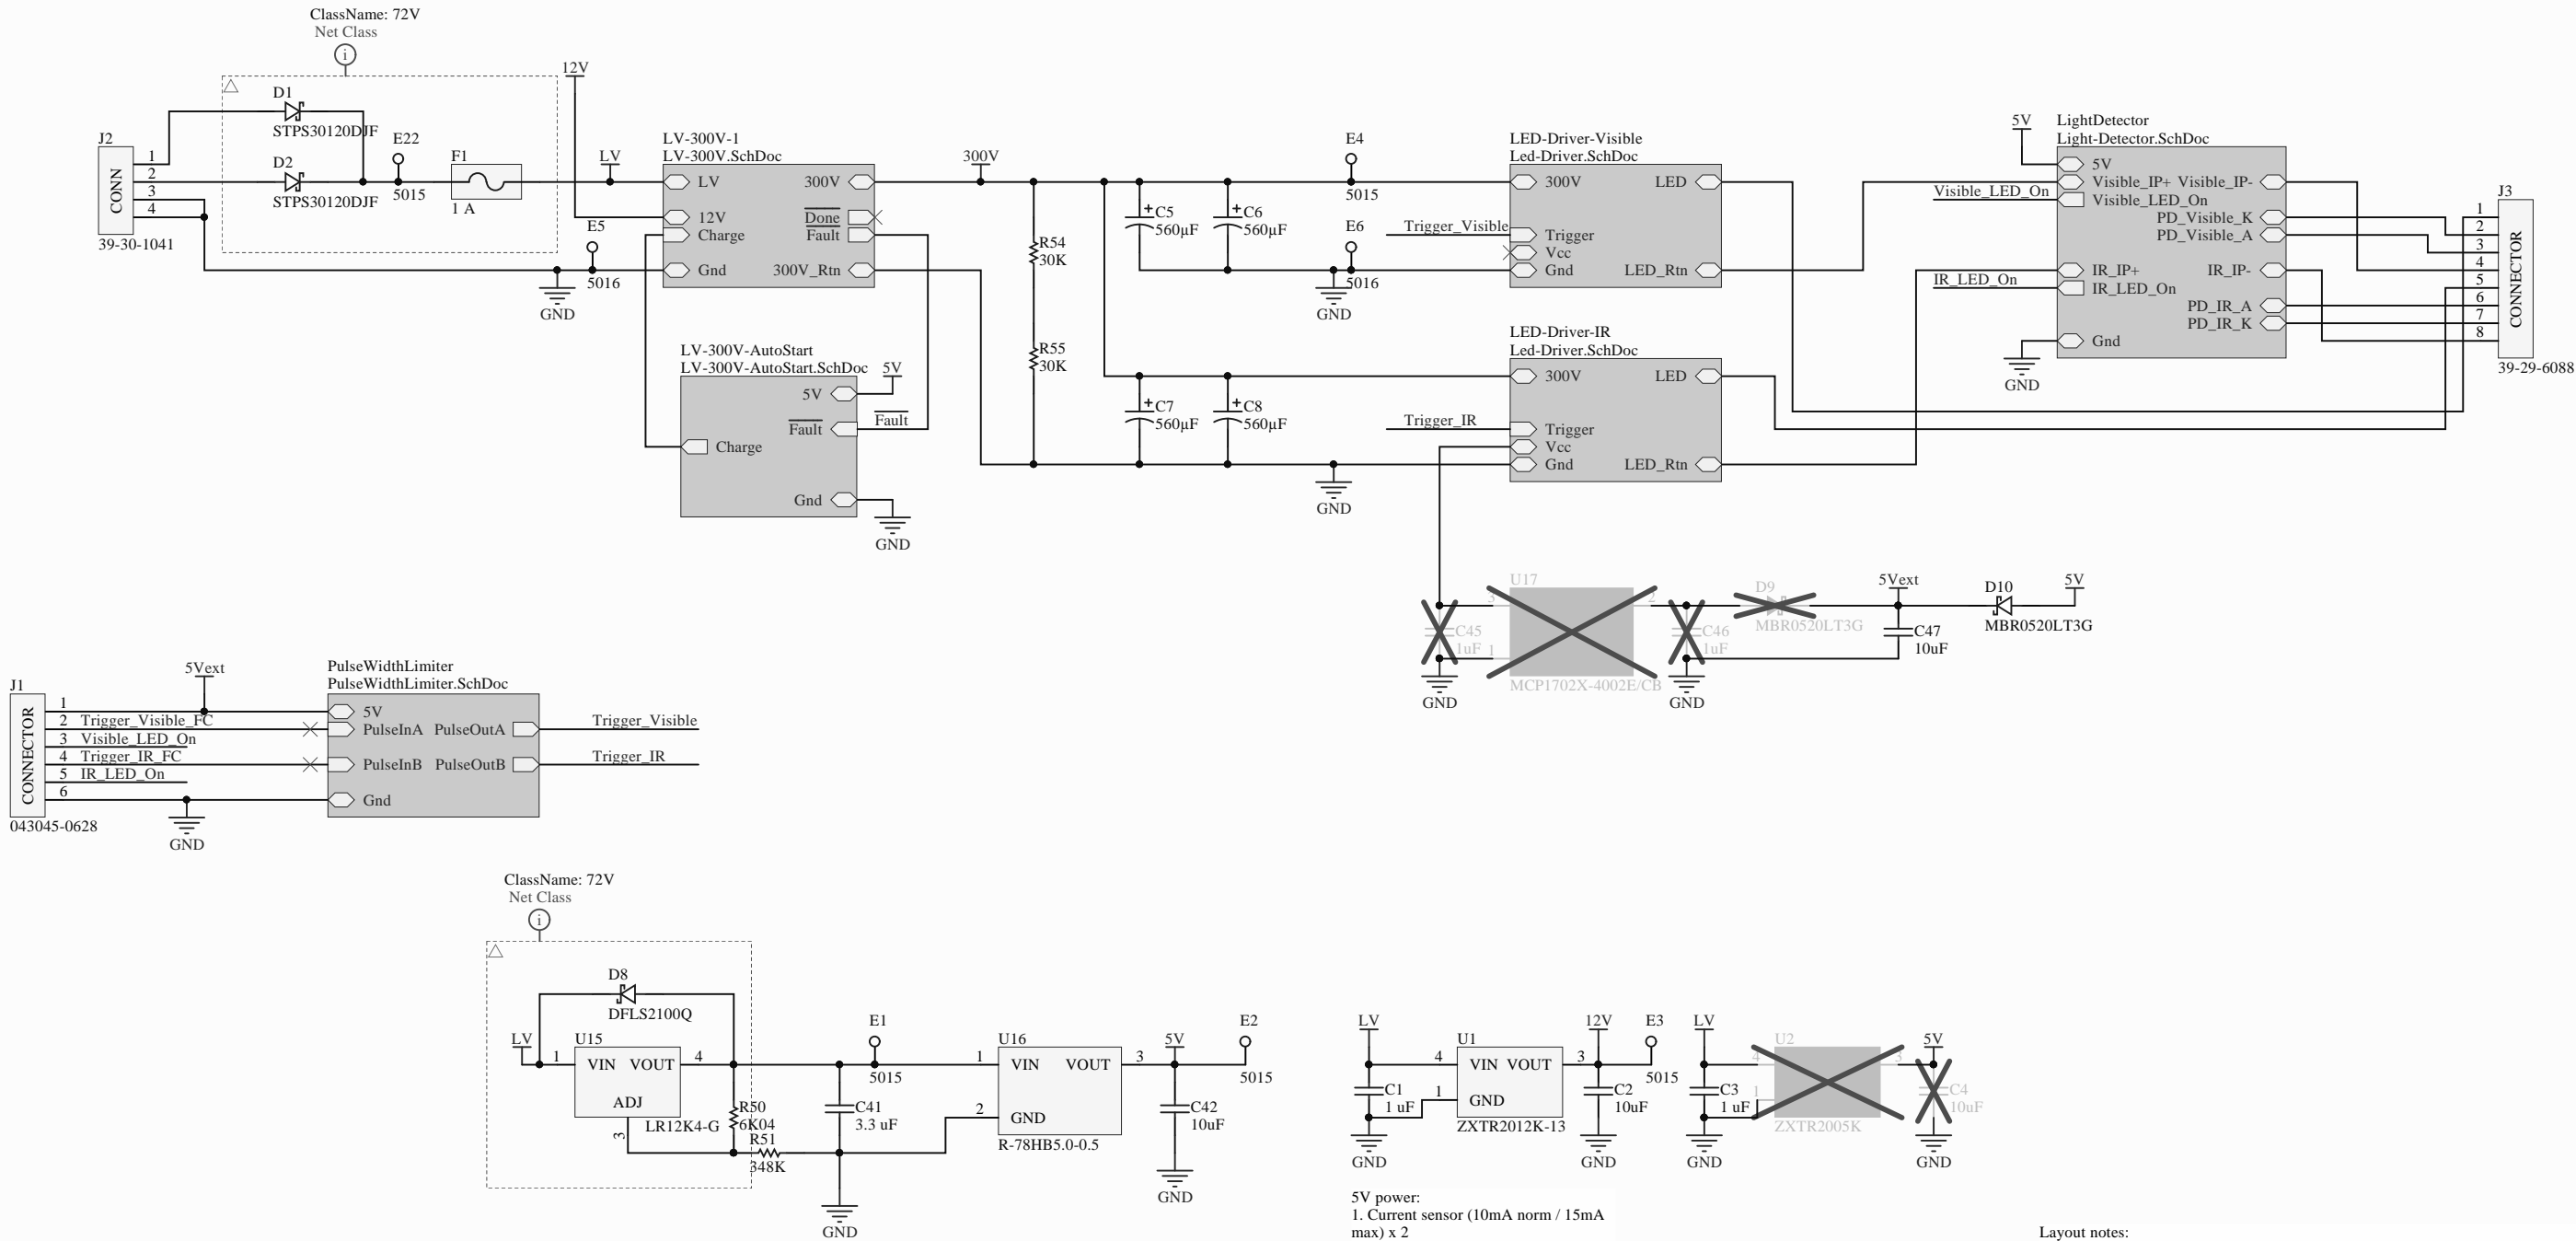 ClassName: 72V
Net Class
i
12V
D1
STPS30120DJF
J2
E22
F1
LV
1
2
3
4
CONN
D2
STPS30120DJF
5015
1 A
39-30-1041
E5
5016
GND
LV-300V-1
LV-300V.SchDoc
LV
300V
12V
Done
Charge
Fault
Gnd
300V_Rtn
300V
LV-300V-AutoStart
LV-300V-AutoStart.SchDoc
5V
5V
Fault
Fault
Charge
Gnd
GND
R54
30K
R55
30K
C5
560µF
C6
560µF
C7
560µF
C8
560µF
E4
5015
E6
5016
GND
GND
Trigger_Visible
Trigger_IR
LED-Driver-Visible
Led-Driver.SchDoc
300V
LED
Trigger
Vcc
Gnd
LED_Rtn
LED-Driver-IR
Led-Driver.SchDoc
300V
LED
Trigger
Vcc
Gnd
LED_Rtn
5V
LightDetector
Light-Detector.SchDoc
5V
Visible_IP+ Visible_IP-
Visible_LED_On
Visible_LED_On
PD_Visible_K
PD_Visible_A
IR_IP+
IR_IP-
IR_LED_On
IR_LED_On
PD_IR_A
PD_IR_K
Gnd
GND
J3
1
2
3
4
5
6
7
8
CONNECTOR
39-29-6088
U17
3
2
1
C45
1uF
MCP1702X-4002E/CB
GND
C46
1uF
GND
D9
MBR0520LT3G
5Vext
C47
10uF
D10
MBR0520LT3G
5V
5Vext
J1
CONNECTOR
1
2 Trigger_Visible_FC
3 Visible_LED_On
4 Trigger_IR_FC
5 IR_LED_On
6
043045-0628
GND
PulseWidthLimiter
PulseWidthLimiter.SchDoc
5V
PulseInA PulseOutA
PulseInB PulseOutB
Gnd
Trigger_Visible
Trigger_IR
ClassName: 72V
Net Class
i
D8
DFLS2100Q
LV
U15
1
VIN VOUT
4
ADJ
3
LR12K4-G
R50
6K04
R51
348K
C41
3.3 uF
GND
E1
5015
U16
1
VIN VOUT
3
2
GND
R-78HB5.0-0.5
5V
C42
10uF
GND
E2
5015
LV
C1
1 uF
GND
U1
4
VIN VOUT
3
1
GND
ZXTR2012K-13
12V
C2
10uF
GND
E3
5015
LV
C3
1 uF
GND
U2
4
3
1
ZXTR2005K
5V
C4
10uF
GND
5V power:
1. Current sensor (10mA norm / 15mA
max) x 2
Layout notes: